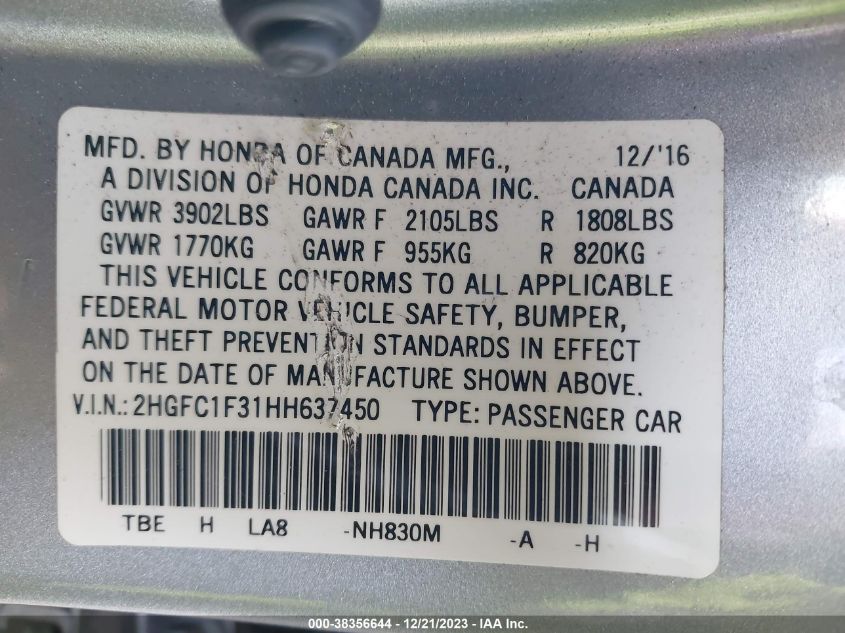 MFD. BY HONDA OF CANADA MFG., 12/'16
A DIVISION OF HONDA CANADA INC. CANADA
GVWR 3902LBS GAWR F 2105LBS R 1808LBS
GVWR 1770KG GAWR F 955KG R 820KG
THIS VEHICLE CONFORMS TO ALL APPLICABLE
FEDERAL MOTOR VEHICLE SAFETY, BUMPER,
AND THEFT PREVENTION STANDARDS IN EFFECT
ON THE DATE OF MANUFACTURE SHOWN ABOVE.
V.I.N.: 2HGFC1F31HH637450 TYPE: PASSENGER CAR
TBE H LA8 -NH830M -A -H
000-38356644 - 12/21/2023 - IAA Inc.